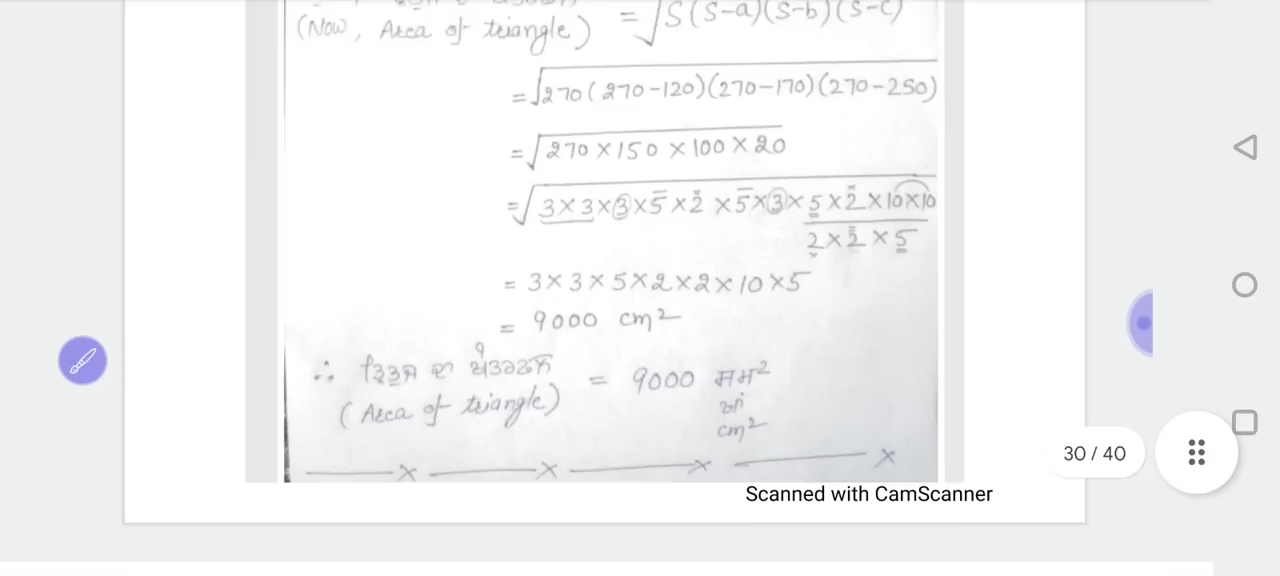 (Now, Area of triangle) = √S(S-a)(S-b)(S-c)
= √270(270-120)(270-170)(270-250)
= √270×150×100×20
= √3×3×3×5×2×5×3×5×2×10×10
2×2×5
= 3×3×5×2×2×10×5
= 9000 cm²
∴ ਦਾ = 9000
(Area of triangle)
cm²
——× ——× ——× ——×
30 / 40
Scanned with CamScanner